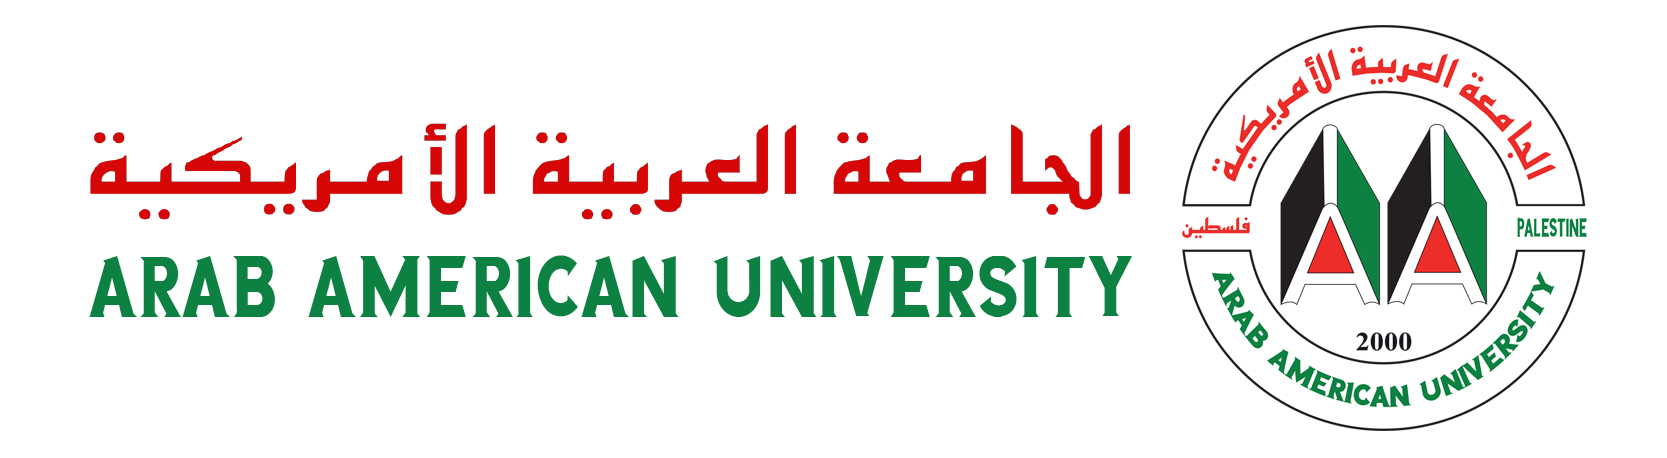 الجامعة العربية الأمريكية
ARAB AMERICAN UNIVERSITY
الجامعة العربية الأمريكية
فلسطين
PALESTINE
2000
ARAB AMERICAN UNIVERSITY